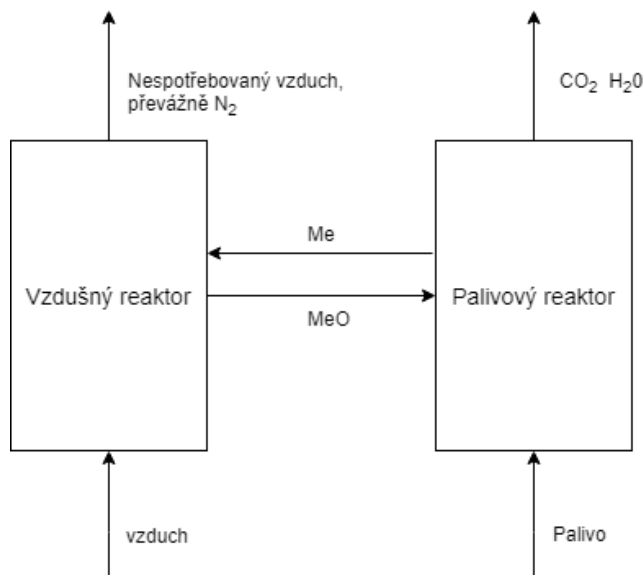 Nespotřebovaný vzduch,
převážně N₂
CO₂ H₂0
Me
Vzdušný reaktor
Palivový reaktor
MeO
vzduch
Palivo